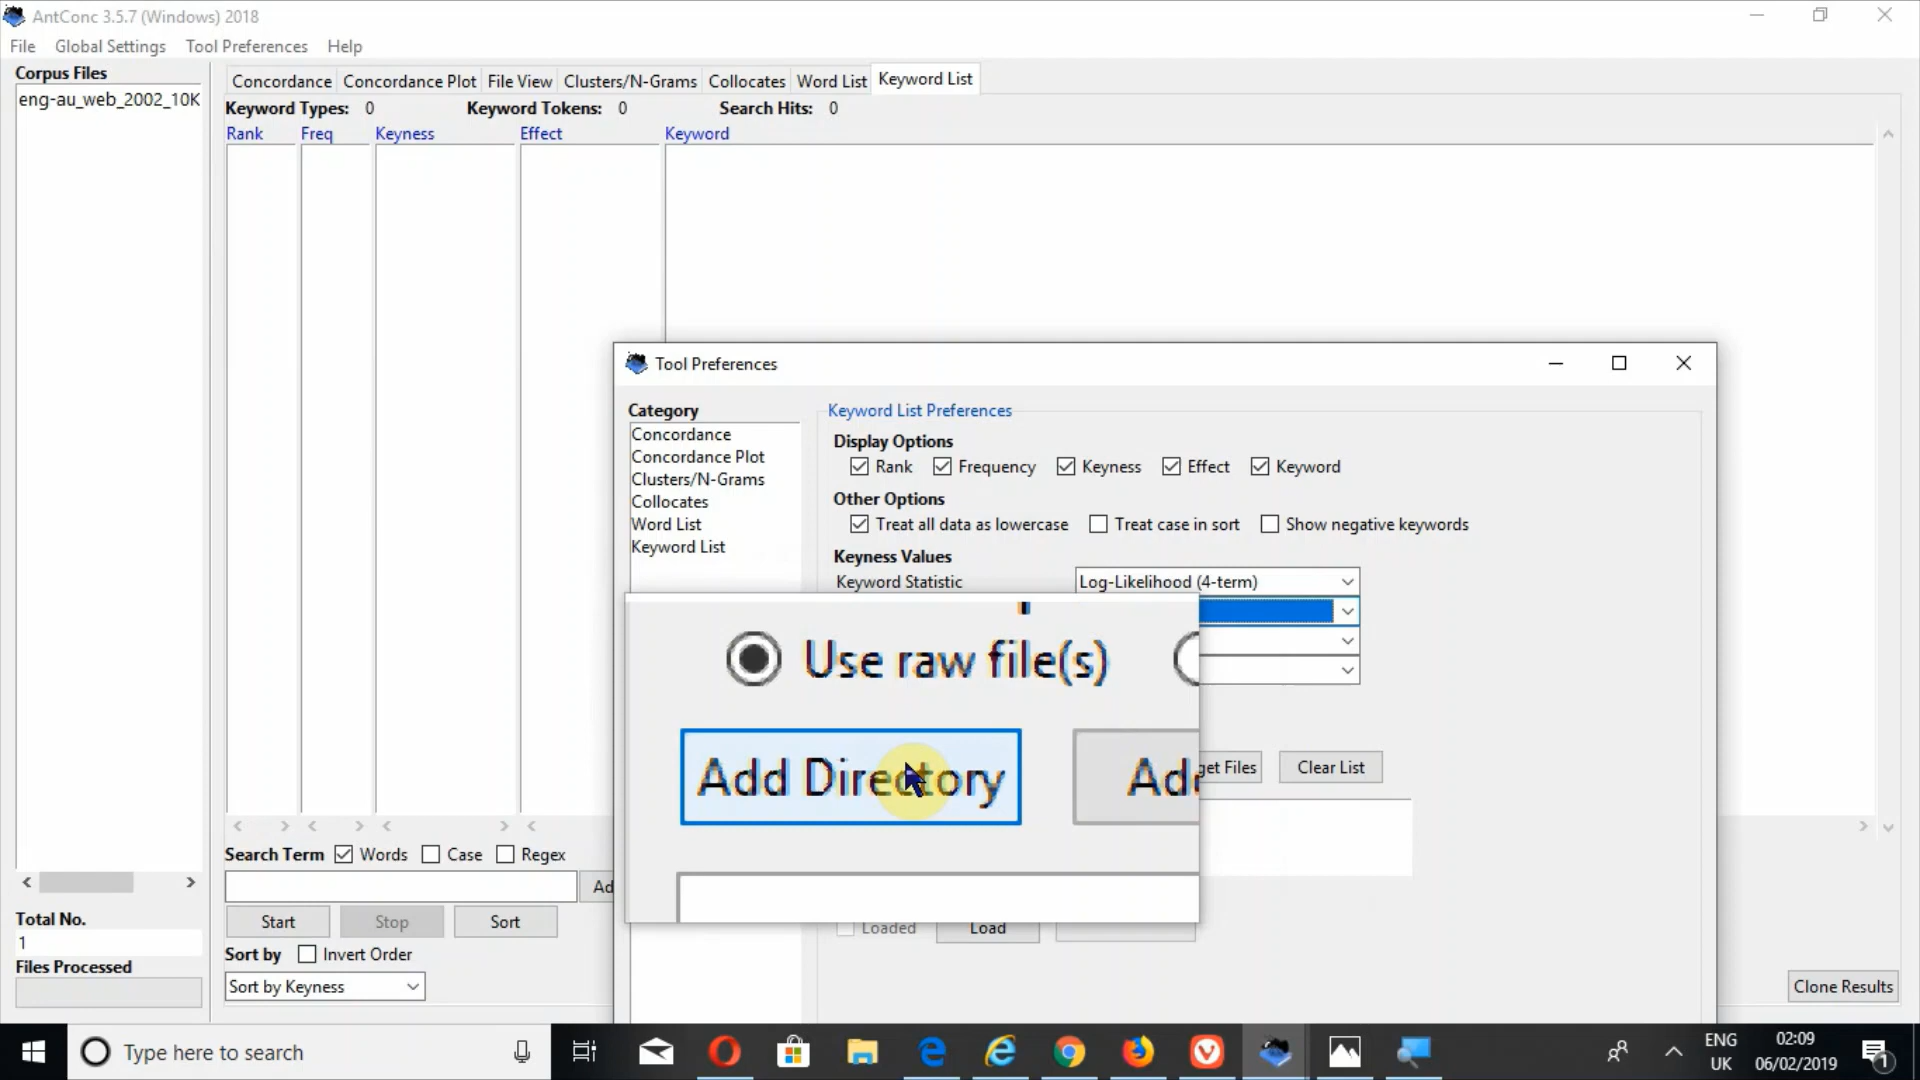 AntConc 3.5.7 (Windows) 2018
File Global Settings Tool Preferences Help
Corpus Files
eng-au_web_2002_10K
Concordance Concordance Plot File View Clusters/N-Grams Collocates Word List Keyword List
Keyword Types: 0 Keyword Tokens: 0 Search Hits: 0
Rank Freq Keyness Effect Keyword
Tool Preferences
Category
Concordance
Concordance Plot
Clusters/N-Grams
Collocates
Word List
Keyword List
Keyword List Preferences
Display Options
Rank Frequency Keyness Effect Keyword
Other Options
Treat all data as lowercase Treat case in sort Show negative keywords
Keyness Values
Keyword Statistic Log-Likelihood (4-term)
Use raw file(s)
Add Directory Ad
get Files Clear List
Loaded Load
Search Term Words Case Regex
Ad
Start Stop Sort
Sort by Invert Order
Sort by Keyness
Total No.
1
Files Processed
Clone Results
Type here to search
ENG
UK
02:09
06/02/2019
1